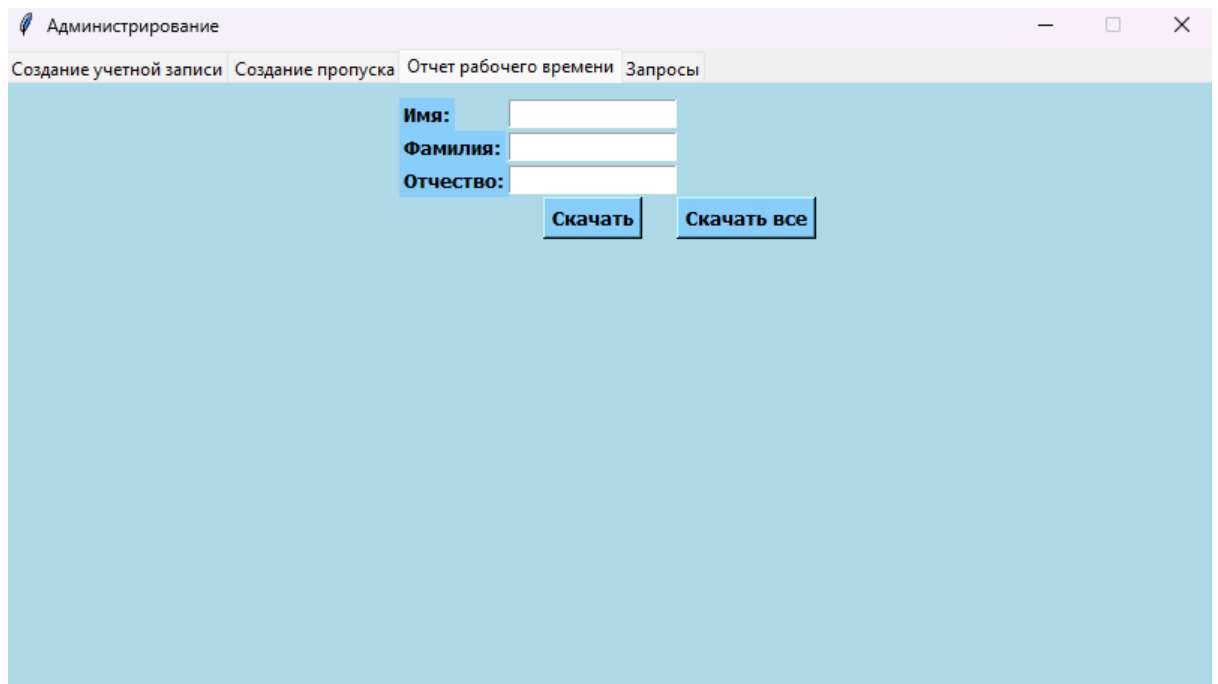 Администрирование
Создание учетной записи Создание пропуска Отчет рабочего времени Запросы
Имя:
Фамилия:
Отчество:
Скачать Скачать все